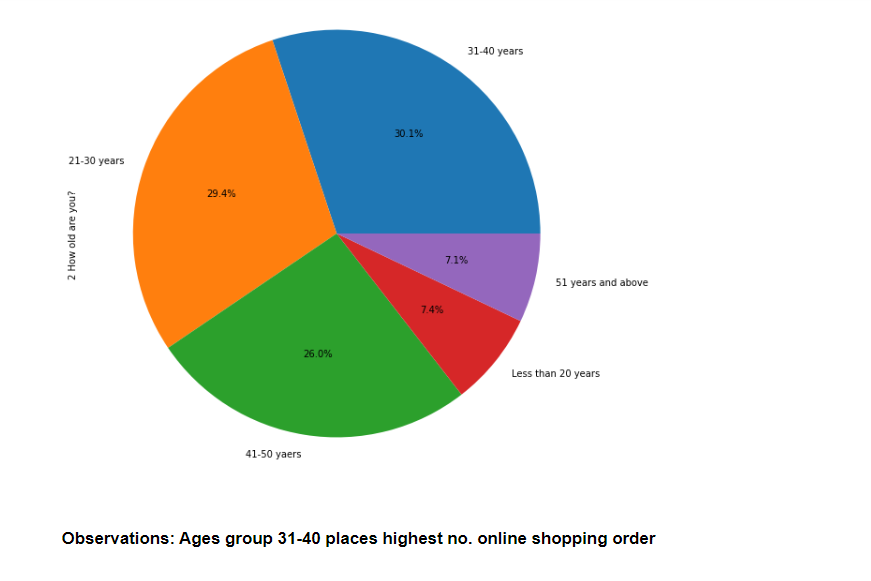 31-40 years
30.1%
21-30 years
29.4%
2 How old are you?
7.1%
51 years and above
7.4%
26.0%
Less than 20 years
41-50 yaers
Observations: Ages group 31-40 places highest no. online shopping order